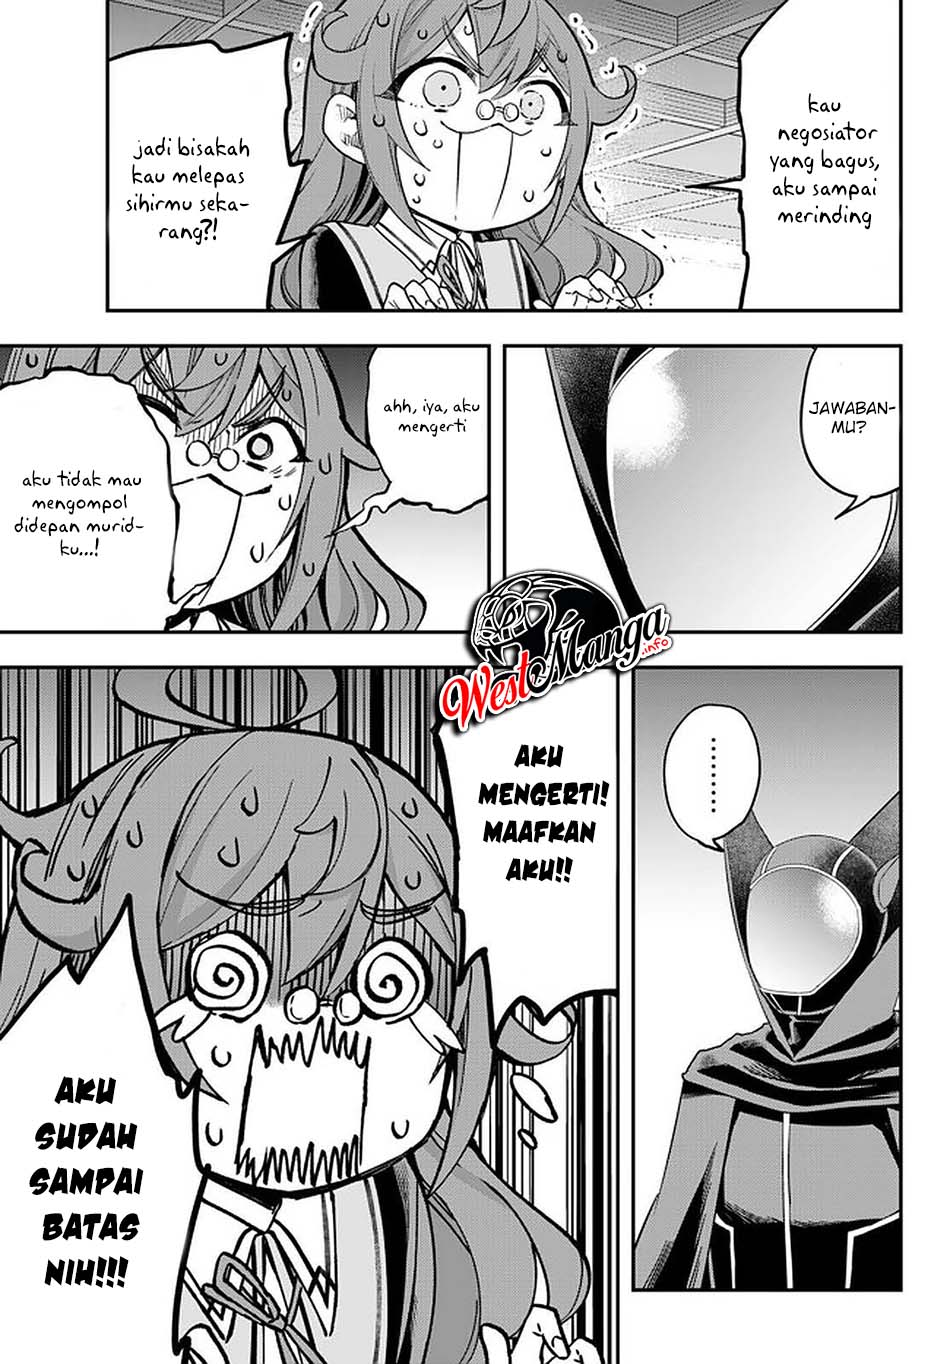 kau
negosiator
yang bagus,
aku sampai
merinding
jadi bisakah
kau melepas
sihirmu seka-
rang?!
JAWABAN-
MU?
ahh, iya, aku
mengerti
aku tidak mau
mengompol
didepan murid-
ku...!
WestManga
.info
........
AKU
MENGERTI!
MAAFKAN
AKU!!
AKU
SUDAH
SAMPAI
BATAS
NIH!!!